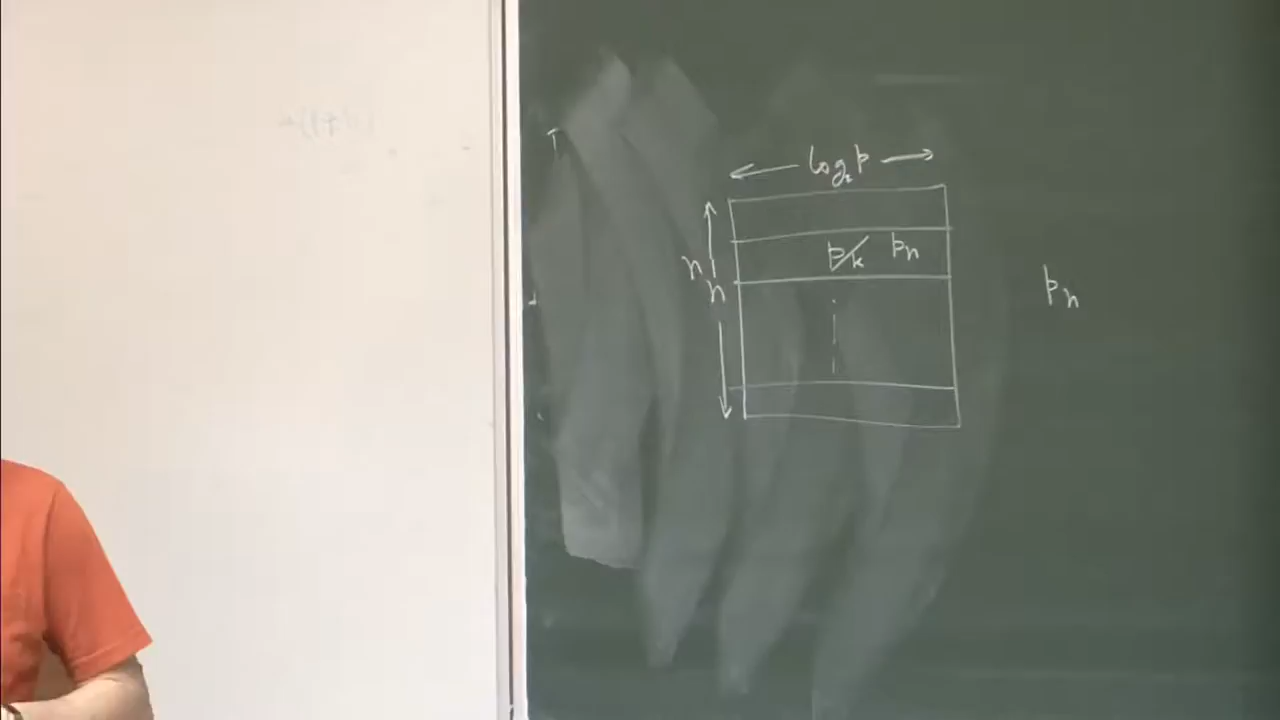 ← log₂ p →
p/k pn
n
n
pn